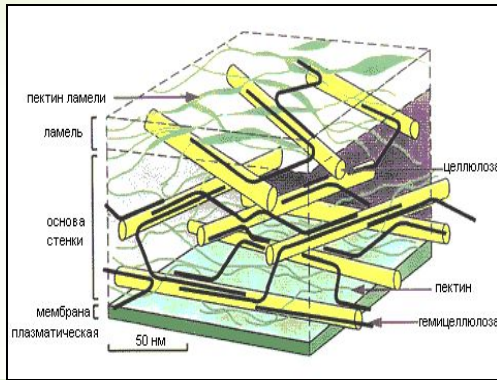 пектин ламели
ламель
целлюлоза
основа
стенки
пектин
мембрана
плазматическая
гемицеллюлоза
50 нм